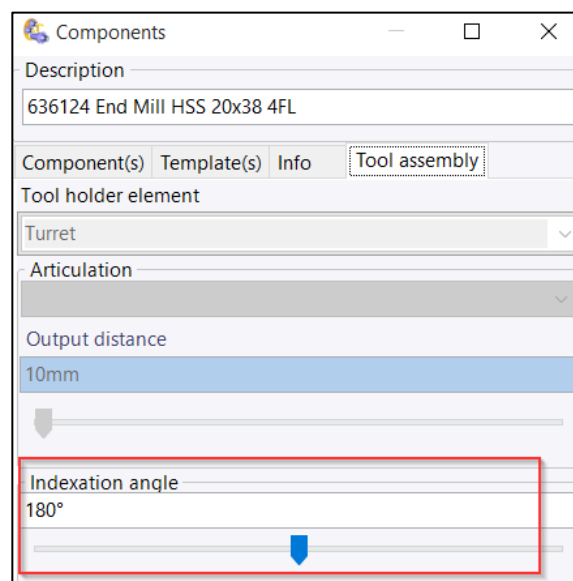 Components
Description
636124 End Mill HSS 20x38 4FL
Component(s) Template(s) Info Tool assembly
Tool holder element
Turret
Articulation
Output distance
10mm
Indexation angle
180°